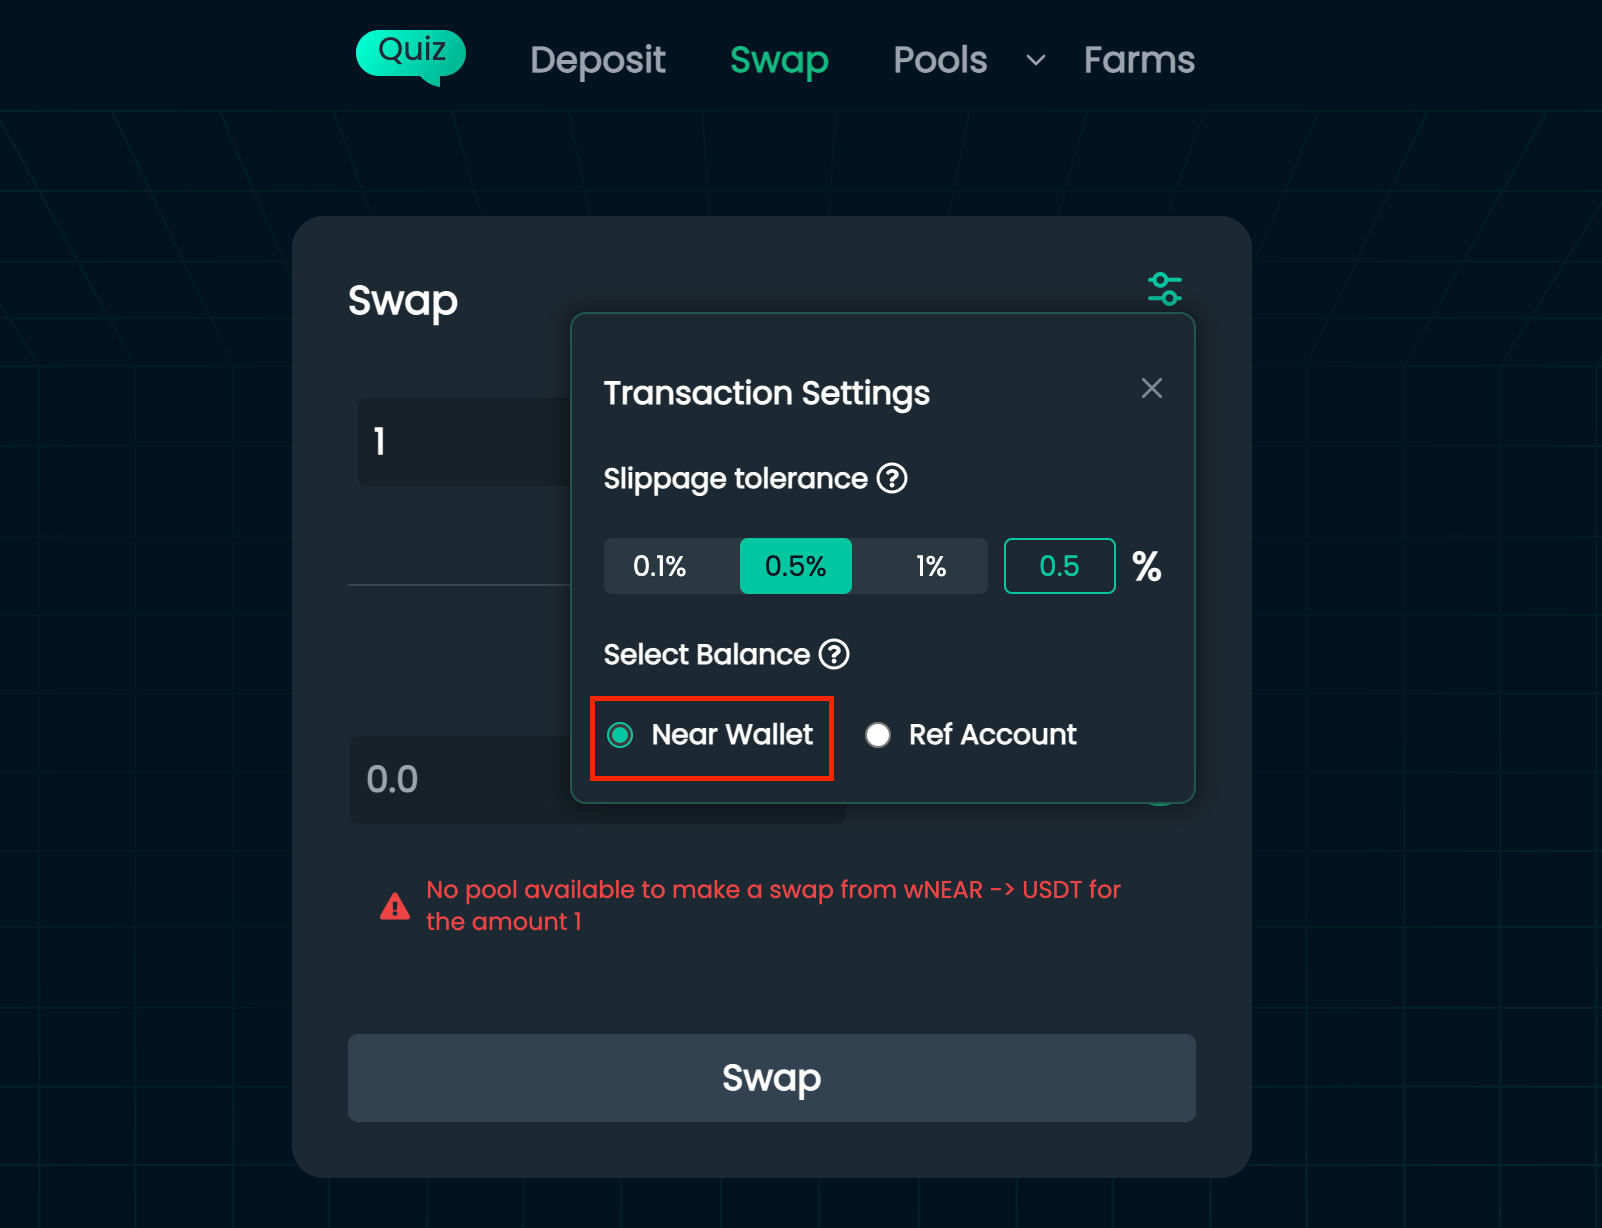 Quiz
Deposit Swap Pools Farms
Swap
Transaction Settings
1
Slippage tolerance ?
0.1% 0.5% 1% 0.5 %
Select Balance ?
Near Wallet Ref Account
0.0
No pool available to make a swap from wNEAR -> USDT for
the amount 1
Swap